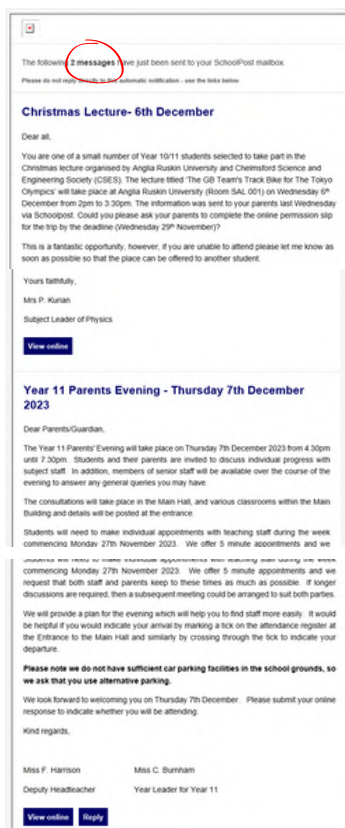 The following 2 messages have just been sent to your SchoolPost mailbox.
Please do not reply directly to this automatic notification - use the links below
Christmas Lecture- 6th December
Dear all,
You are one of a small number of Year 10/11 students selected to take part in the
Christmas lecture organised by Anglia Ruskin University and Chelmsford Science and
Engineering Society (CSES). The lecture titled 'The GB Team's Track Bike for The Tokyo
Olympics' will take place at Anglia Ruskin University (Room SAL 001) on Wednesday 6th
December from 2pm to 3:30pm. The information was sent to your parents last Wednesday
via Schoolpost. Could you please ask your parents to complete the online permission slip
for the trip by the deadline (Wednesday 29th November)?
This is a fantastic opportunity, however, if you are unable to attend please let me know as
soon as possible so that the place can be offered to another student.
Yours faithfully,
Mrs P. Kurian
Subject Leader of Physics
View online
Year 11 Parents Evening - Thursday 7th December
2023
Dear Parents/Guardian,
The Year 11 Parents' Evening will take place on Thursday 7th December 2023 from 4.30pm
until 7.30pm. Students and their parents are invited to discuss individual progress with
subject staff. In addition, members of senior staff will be available over the course of the
evening to answer any general queries you may have.
The consultations will take place in the Main Hall, and various classrooms within the Main
Building and details will be posted at the entrance.
Students will need to make individual appointments with teaching staff during the week
commencing Monday 27th November 2023. We offer 5 minute appointments and we
Students will need to make individual appointments with teaching staff during the week
commencing Monday 27th November 2023. We offer 5 minute appointments and we
request that both staff and parents keep to these times as much as possible. If longer
discussions are required, then a subsequent meeting could be arranged to suit both parties.
We will provide a plan for the evening which will help you to find staff more easily. It would
be helpful if you would indicate your arrival by marking a tick on the attendance register at
the Entrance to the Main Hall and similarly by crossing through the tick to indicate your
departure.
Please note we do not have sufficient car parking facilities in the school grounds, so
we ask that you use alternative parking.
We look forward to welcoming you on Thursday 7th December. Please submit your online
response to indicate whether you will be attending.
Kind regards,
Miss F. Harrison Miss C. Burnham
Deputy Headteacher Year Leader for Year 11
View online Reply